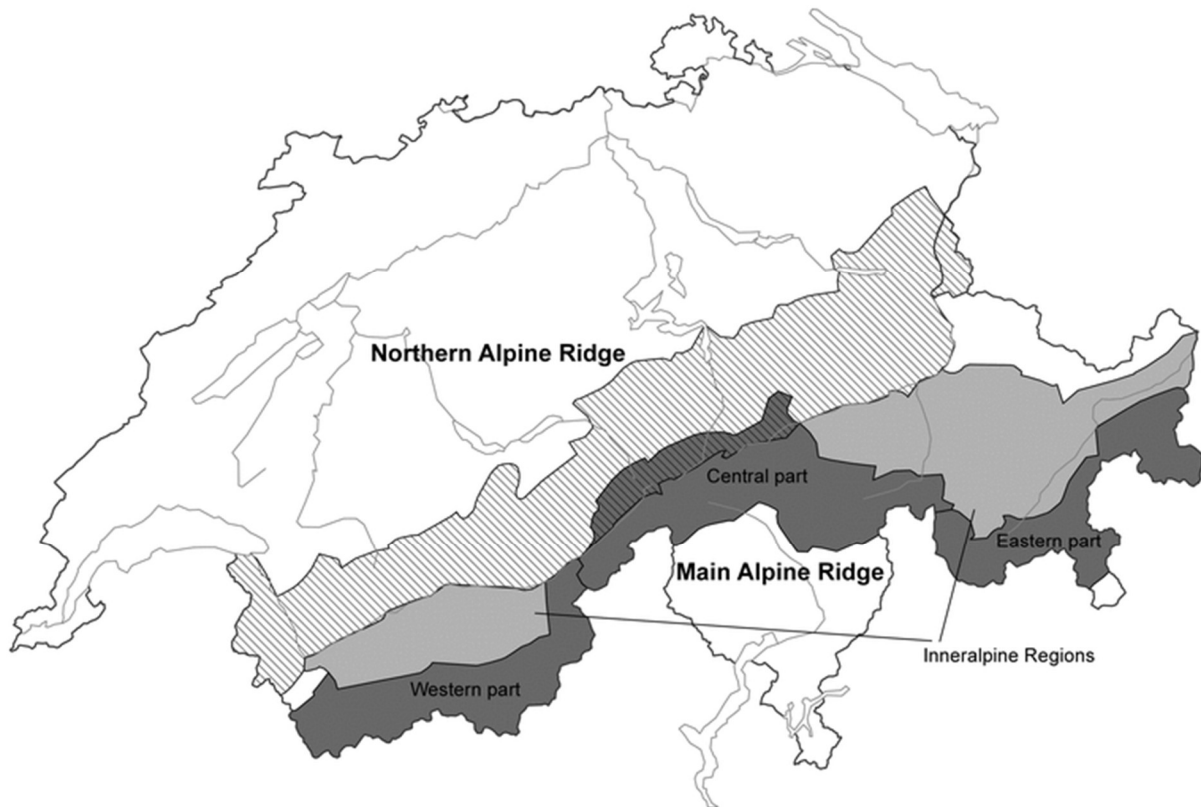 Northern Alpine Ridge
Central part
Eastern part
Main Alpine Ridge
Inneralpine Regions
Western part